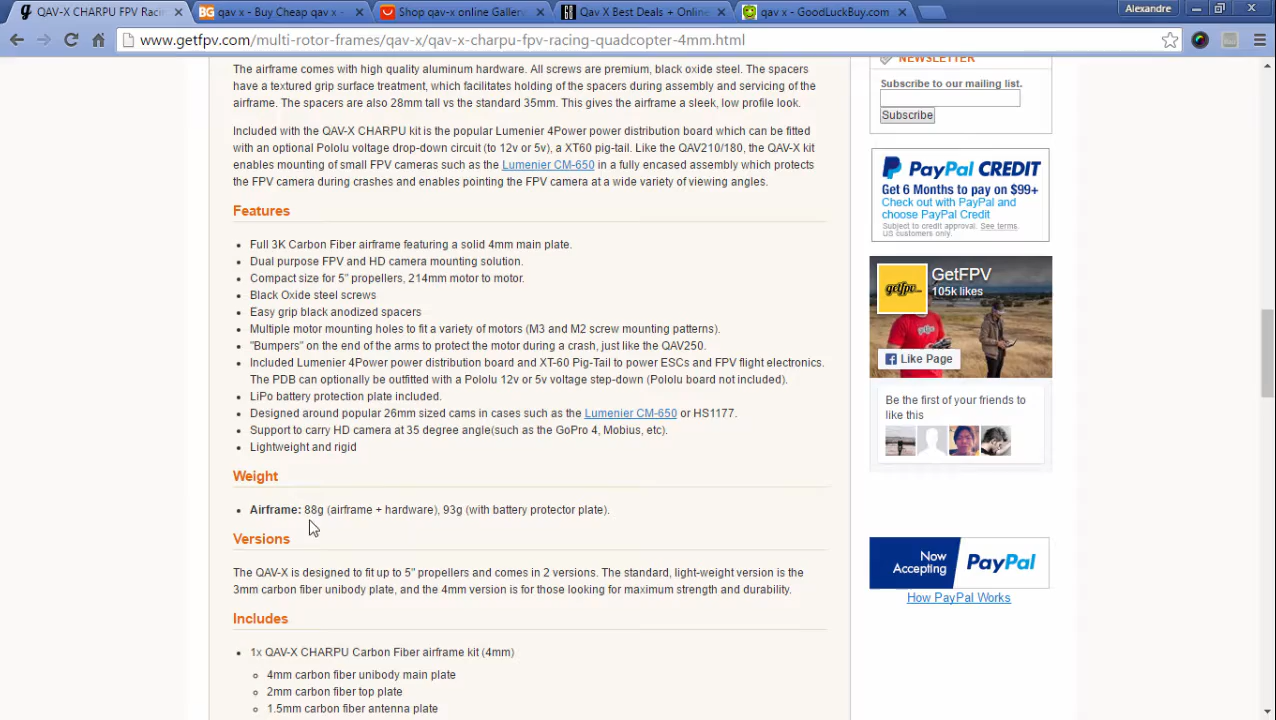 QAV-X CHARPU FPV Racin
qav x - Buy Cheap qav x
Shop qav-x online Galler
Qav X Best Deals + Online
qav x - GoodLuckBuy.com
Alexandre
www.getfpv.com/multi-rotor-frames/qav-x/qav-x-charpu-fpv-racing-quadcopter-4mm.html
The airframe comes with high quality aluminum hardware. All screws are premium, black oxide steel. The spacers
have a textured grip surface treatment, which facilitates holding of the spacers during assembly and servicing of the
airframe. The spacers are also 28mm tall vs the standard 35mm. This gives the airframe a sleek, low profile look.
Included with the QAV-X CHARPU kit is the popular Lumenier 4Power power distribution board which can be fitted
with an optional Pololu voltage drop-down circuit (to 12v or 5v), a XT60 pig-tail. Like the QAV210/180, the QAV-X kit
enables mounting of small FPV cameras such as the Lumenier CM-650 in a fully encased assembly which protects
the FPV camera during crashes and enables pointing the FPV camera at a wide variety of viewing angles.
Features
• Full 3K Carbon Fiber airframe featuring a solid 4mm main plate.
• Dual purpose FPV and HD camera mounting solution.
• Compact size for 5" propellers, 214mm motor to motor.
• Black Oxide steel screws
• Easy grip black anodized spacers
• Multiple motor mounting holes to fit a variety of motors (M3 and M2 screw mounting patterns).
• "Bumpers" on the end of the arms to protect the motor during a crash, just like the QAV250.
• Included Lumenier 4Power power distribution board and XT-60 Pig-Tail to power ESCs and FPV flight electronics.
The PDB can optionally be outfitted with a Pololu 12v or 5v voltage step-down (Pololu board not included).
• LiPo battery protection plate included.
• Designed around popular 26mm sized cams in cases such as the Lumenier CM-650 or HS1177.
• Support to carry HD camera at 35 degree angle(such as the GoPro 4, Mobius, etc).
• Lightweight and rigid
Weight
• Airframe: 88g (airframe + hardware), 93g (with battery protector plate).
Versions
The QAV-X is designed to fit up to 5" propellers and comes in 2 versions. The standard, light-weight version is the
3mm carbon fiber unibody plate, and the 4mm version is for those looking for maximum strength and durability.
Includes
• 1x QAV-X CHARPU Carbon Fiber airframe kit (4mm)
4mm carbon fiber unibody main plate
2mm carbon fiber top plate
1.5mm carbon fiber antenna plate
NEWSLETTER
Subscribe to our mailing list.
Subscribe
PayPal CREDIT
Get 6 Months to pay on $99+
Check out with PayPal and
choose PayPal Credit
Subject to credit approval. See terms.
US customers only.
getfpv
GetFPV
105k likes
Like Page
Be the first of your friends to
like this
Now
Accepting
PayPal
How PayPal Works